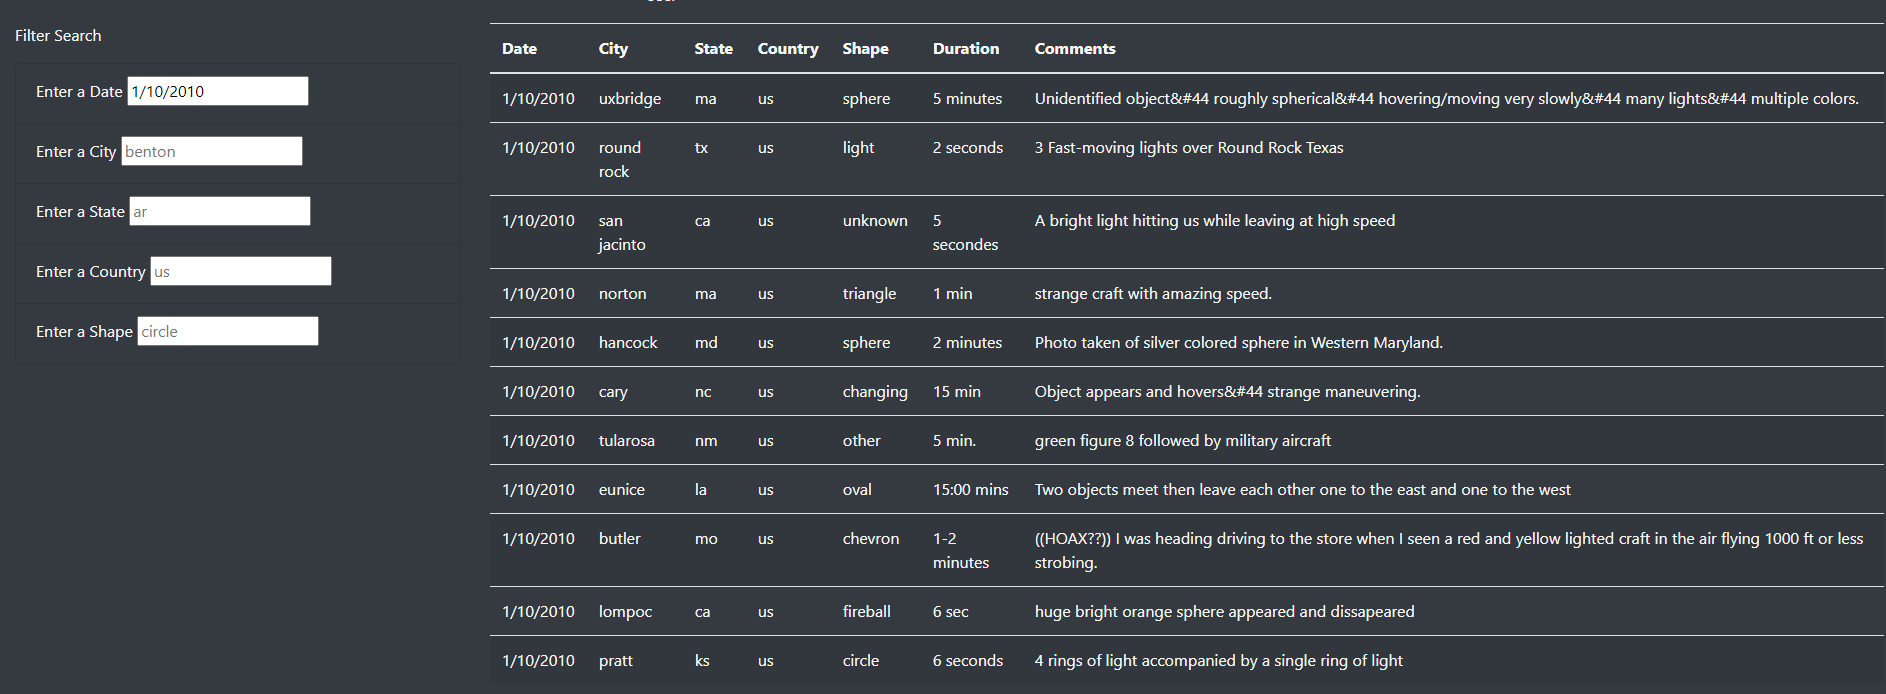 Filter Search
Enter a Date 1/10/2010
Enter a City benton
Enter a State ar
Enter a Country us
Enter a Shape circle
Date City State Country Shape Duration Comments
1/10/2010 uxbridge ma us sphere 5 minutes Unidentified object&#44 roughly spherical&#44 hovering/moving very slowly&#44 many lights&#44 multiple colors.
1/10/2010 round tx us light 2 seconds 3 Fast-moving lights over Round Rock Texas
rock
1/10/2010 san ca us unknown 5 A bright light hitting us while leaving at high speed
jacinto secondes
1/10/2010 norton ma us triangle 1 min strange craft with amazing speed.
1/10/2010 hancock md us sphere 2 minutes Photo taken of silver colored sphere in Western Maryland.
1/10/2010 cary nc us changing 15 min Object appears and hovers&#44 strange maneuvering.
1/10/2010 tularosa nm us other 5 min. green figure 8 followed by military aircraft
1/10/2010 eunice la us oval 15:00 mins Two objects meet then leave each other one to the east and one to the west
1/10/2010 butler mo us chevron 1-2 ((HOAX??)) I was heading driving to the store when I seen a red and yellow lighted craft in the air flying 1000 ft or less
minutes strobing.
1/10/2010 lompoc ca us fireball 6 sec huge bright orange sphere appeared and dissapeared
1/10/2010 pratt ks us circle 6 seconds 4 rings of light accompanied by a single ring of light